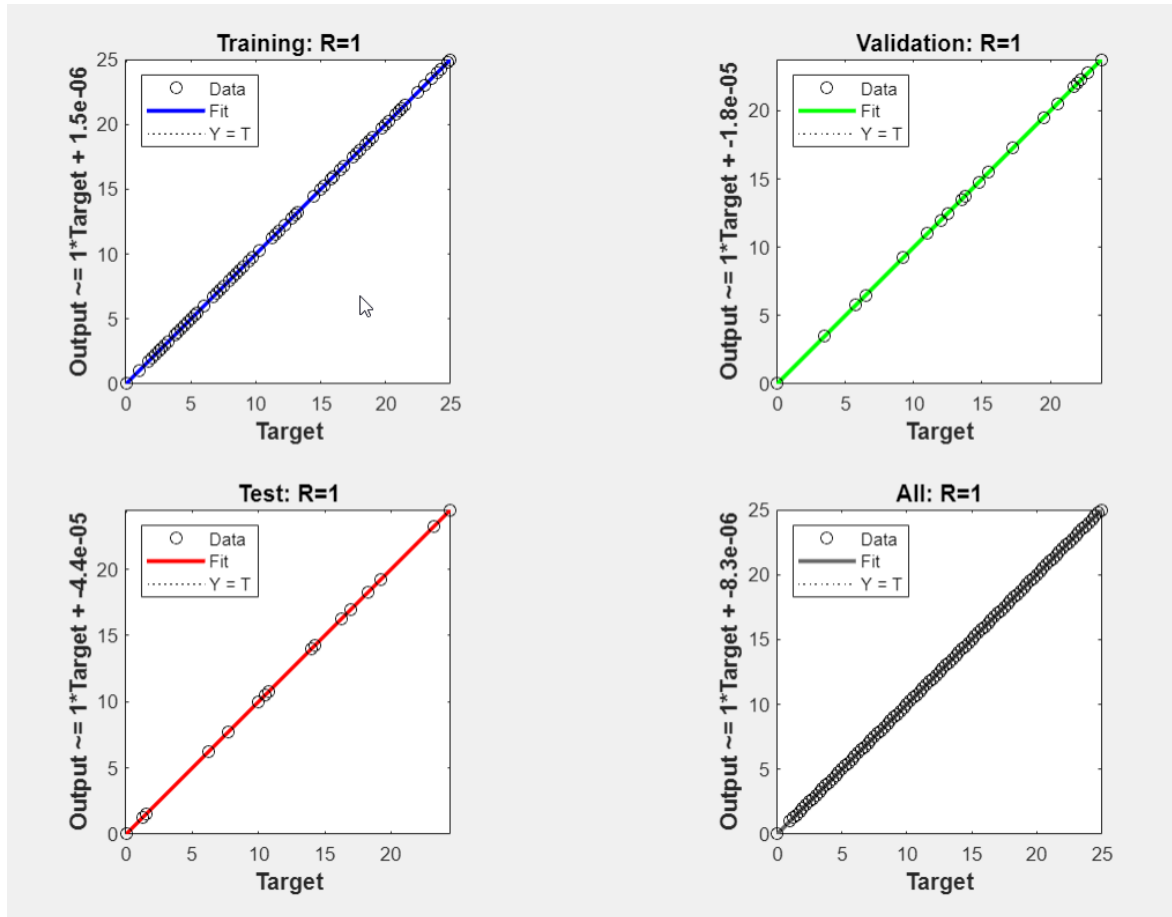 Training: R=1
Output ~= 1*Target + 1.5e-06
25
20
15
10
5
0
Data
Fit
Y = T
0 5 10 15 20 25
Target
Validation: R=1
Output ~= 1*Target + -1.8e-05
20
15
10
5
0
Data
Fit
Y = T
0 5 10 15 20
Target
Test: R=1
Output ~= 1*Target + -4.4e-05
20
15
10
5
0
Data
Fit
Y = T
0 5 10 15 20
Target
All: R=1
Output ~= 1*Target + -8.3e-06
25
20
15
10
5
0
Data
Fit
Y = T
0 5 10 15 20 25
Target